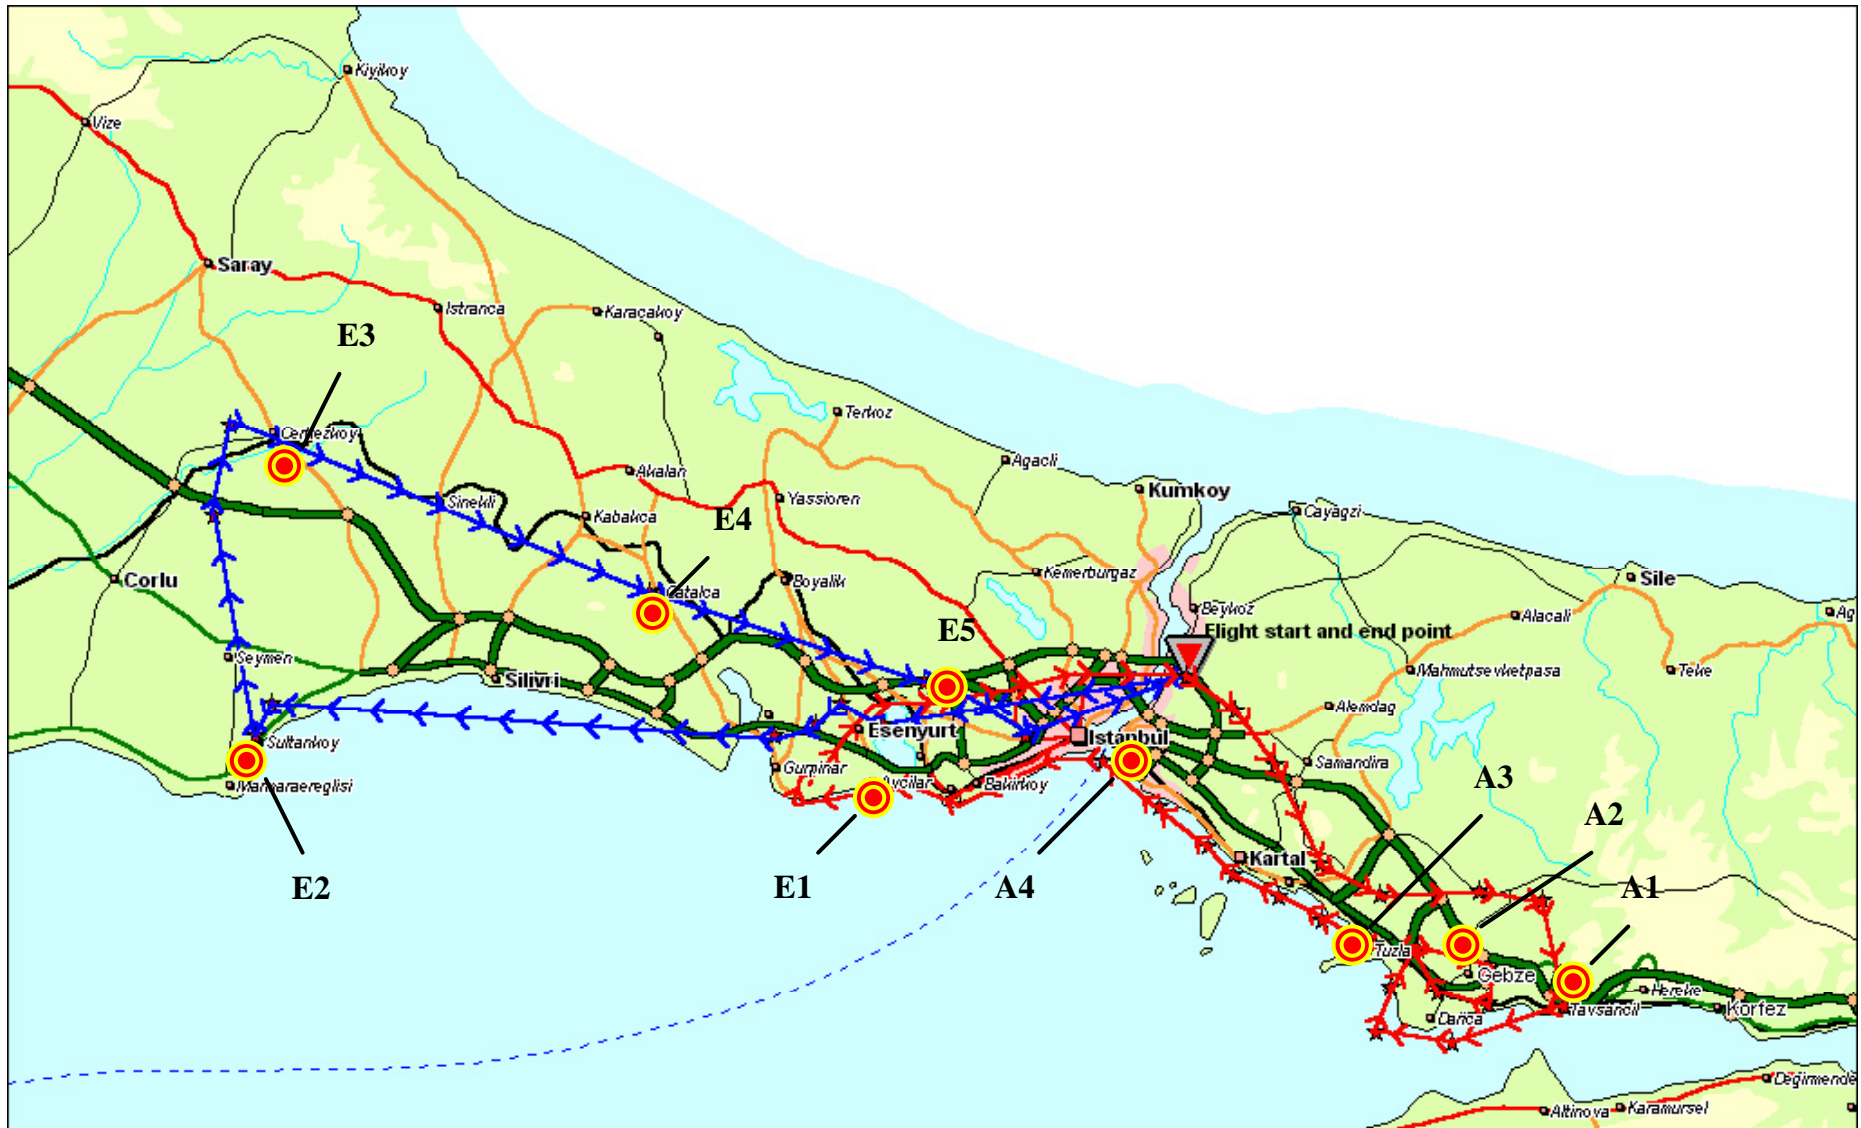 Kiyikoy
Vize
Saray
Istranca
Karacakoy
E3
Terkoz
Cerkezkoy
Agacli
Akalan
Kumkoy
Sinekli
Yassioren
Cayagzi
Kabakca
E4
Corlu
Boyalik
Kemerburgaz
Sile
Catalca
Beykoz
Alacali
Ag
E5
Flight start and end point
Seymen
Silivri
Mahmutsevketpasa
Teke
Alemdag
Sultankoy
Esenyurt
Istanbul
Gurpinar
Samandira
Marmaraereglisi
Avcilar
Bakirkoy
A3
A2
Kartal
E2
E1
A4
A1
Tuzla
Gebze
Hereke
Darica
Tavsancil
Korfez
Degirmende
Altinova
Karamursel